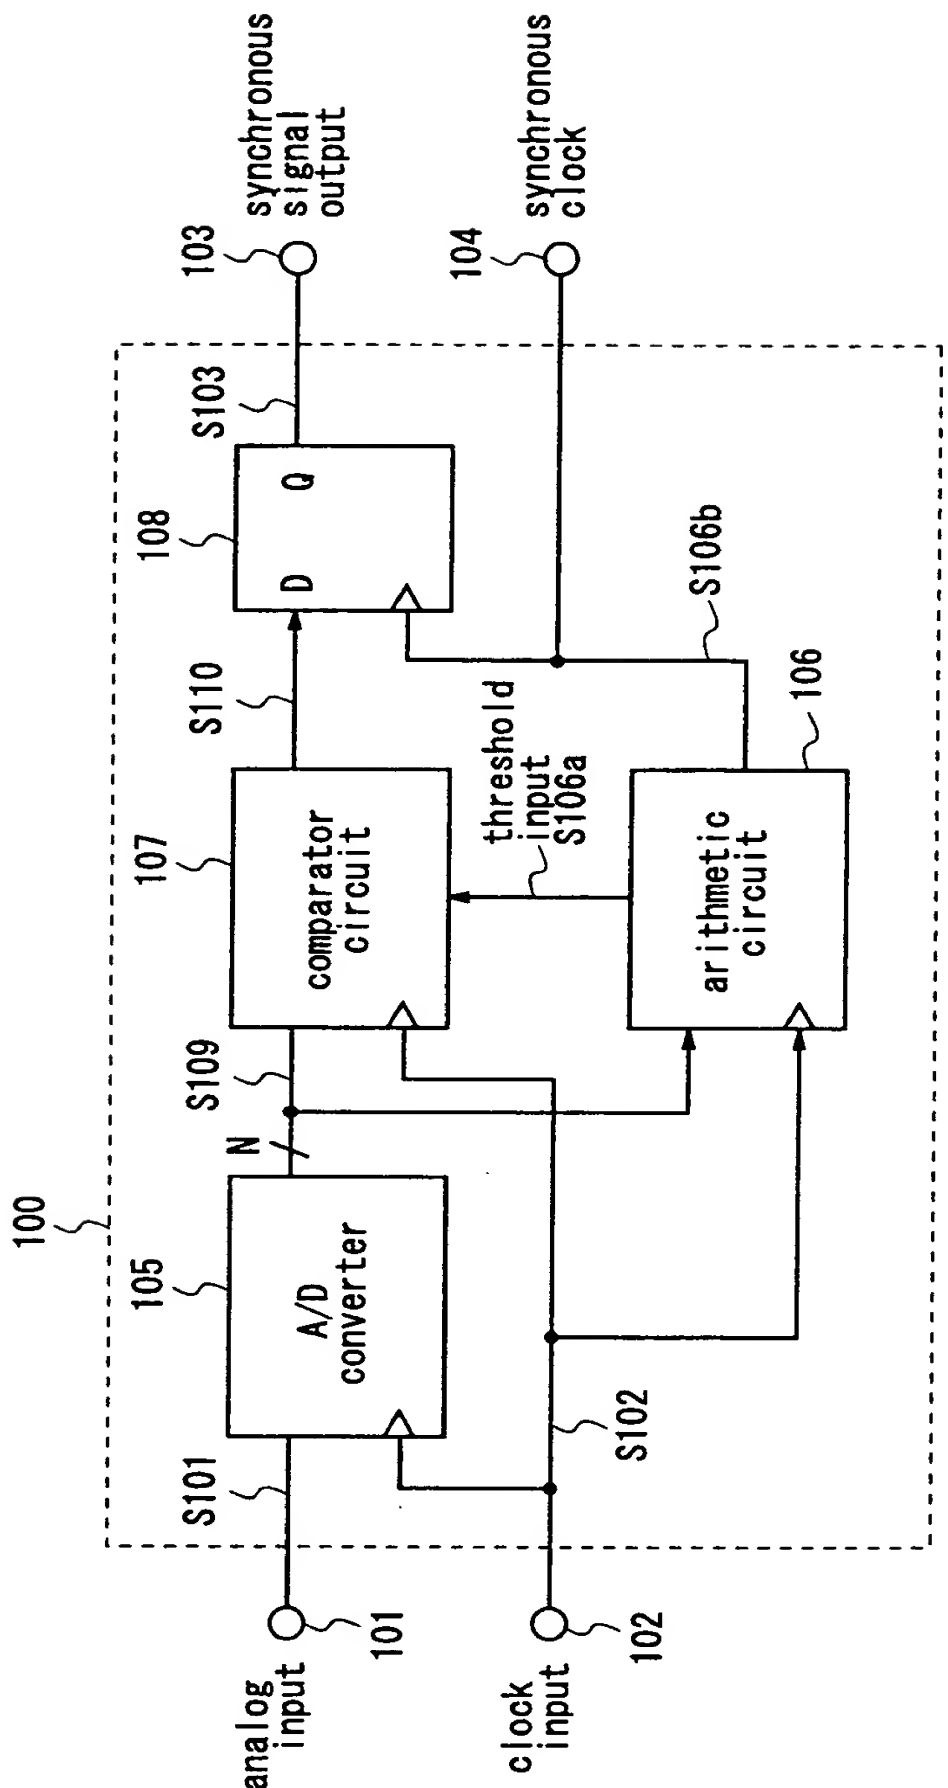 100
analog
input
101
S101
105
A/D
converter
N
S109
107
comparator
circuit
S110
108
D
Q
S103
103
synchronous
signal
output
clock
input
102
S102
threshold
input
S106a
arithmetic
circuit
106
S106b
104
synchronous
clock